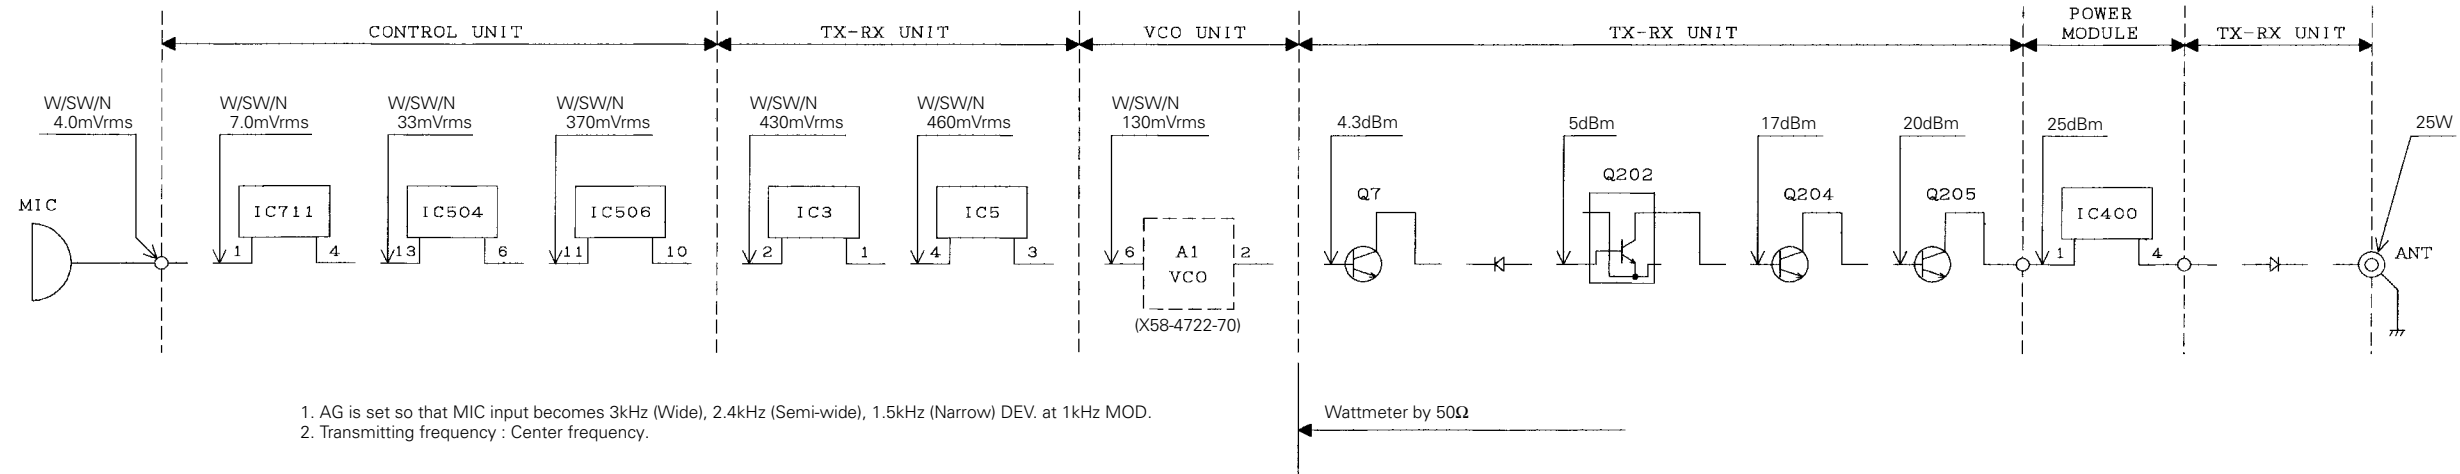 CONTROL UNIT
TX-RX UNIT
VCO UNIT
TX-RX UNIT
POWER
MODULE
TX-RX UNIT
W/SW/N
4.0mVrms
W/SW/N
7.0mVrms
W/SW/N
33mVrms
W/SW/N
370mVrms
W/SW/N
430mVrms
W/SW/N
460mVrms
W/SW/N
130mVrms
4.3dBm
5dBm
17dBm
20dBm
25dBm
25W
MIC
IC711
1
4
IC504
13
6
IC506
11
10
IC3
2
1
IC5
4
3
6
A1
VCO
2
(X58-4722-70)
Q7
Q202
Q204
Q205
IC400
1
4
ANT
1. AG is set so that MIC input becomes 3kHz (Wide), 2.4kHz (Semi-wide), 1.5kHz (Narrow) DEV. at 1kHz MOD.
2. Transmitting frequency : Center frequency.
Wattmeter by 50Ω